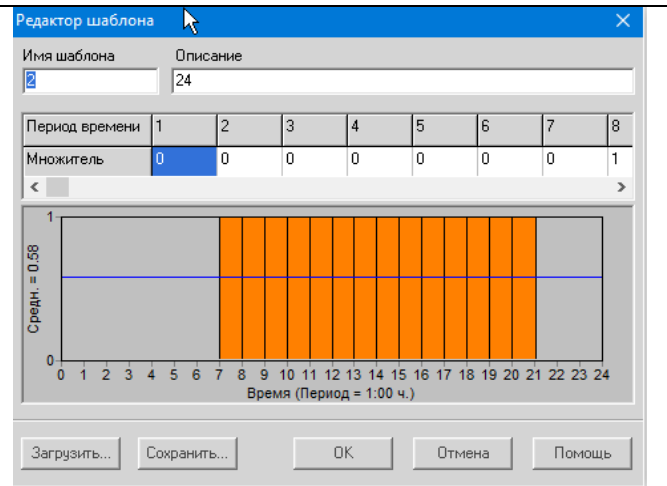 Редактор шаблона
Имя шаблона Описание
2 24
Период времени 1 2 3 4 5 6 7 8
Множитель 0 0 0 0 0 0 0 1
1
Средн. = 0.58
0
0 1 2 3 4 5 6 7 8 9 10 11 12 13 14 15 16 17 18 19 20 21 22 23 24
Время (Период = 1:00 ч.)
Загрузить... Сохранить... OK Отмена Помощь